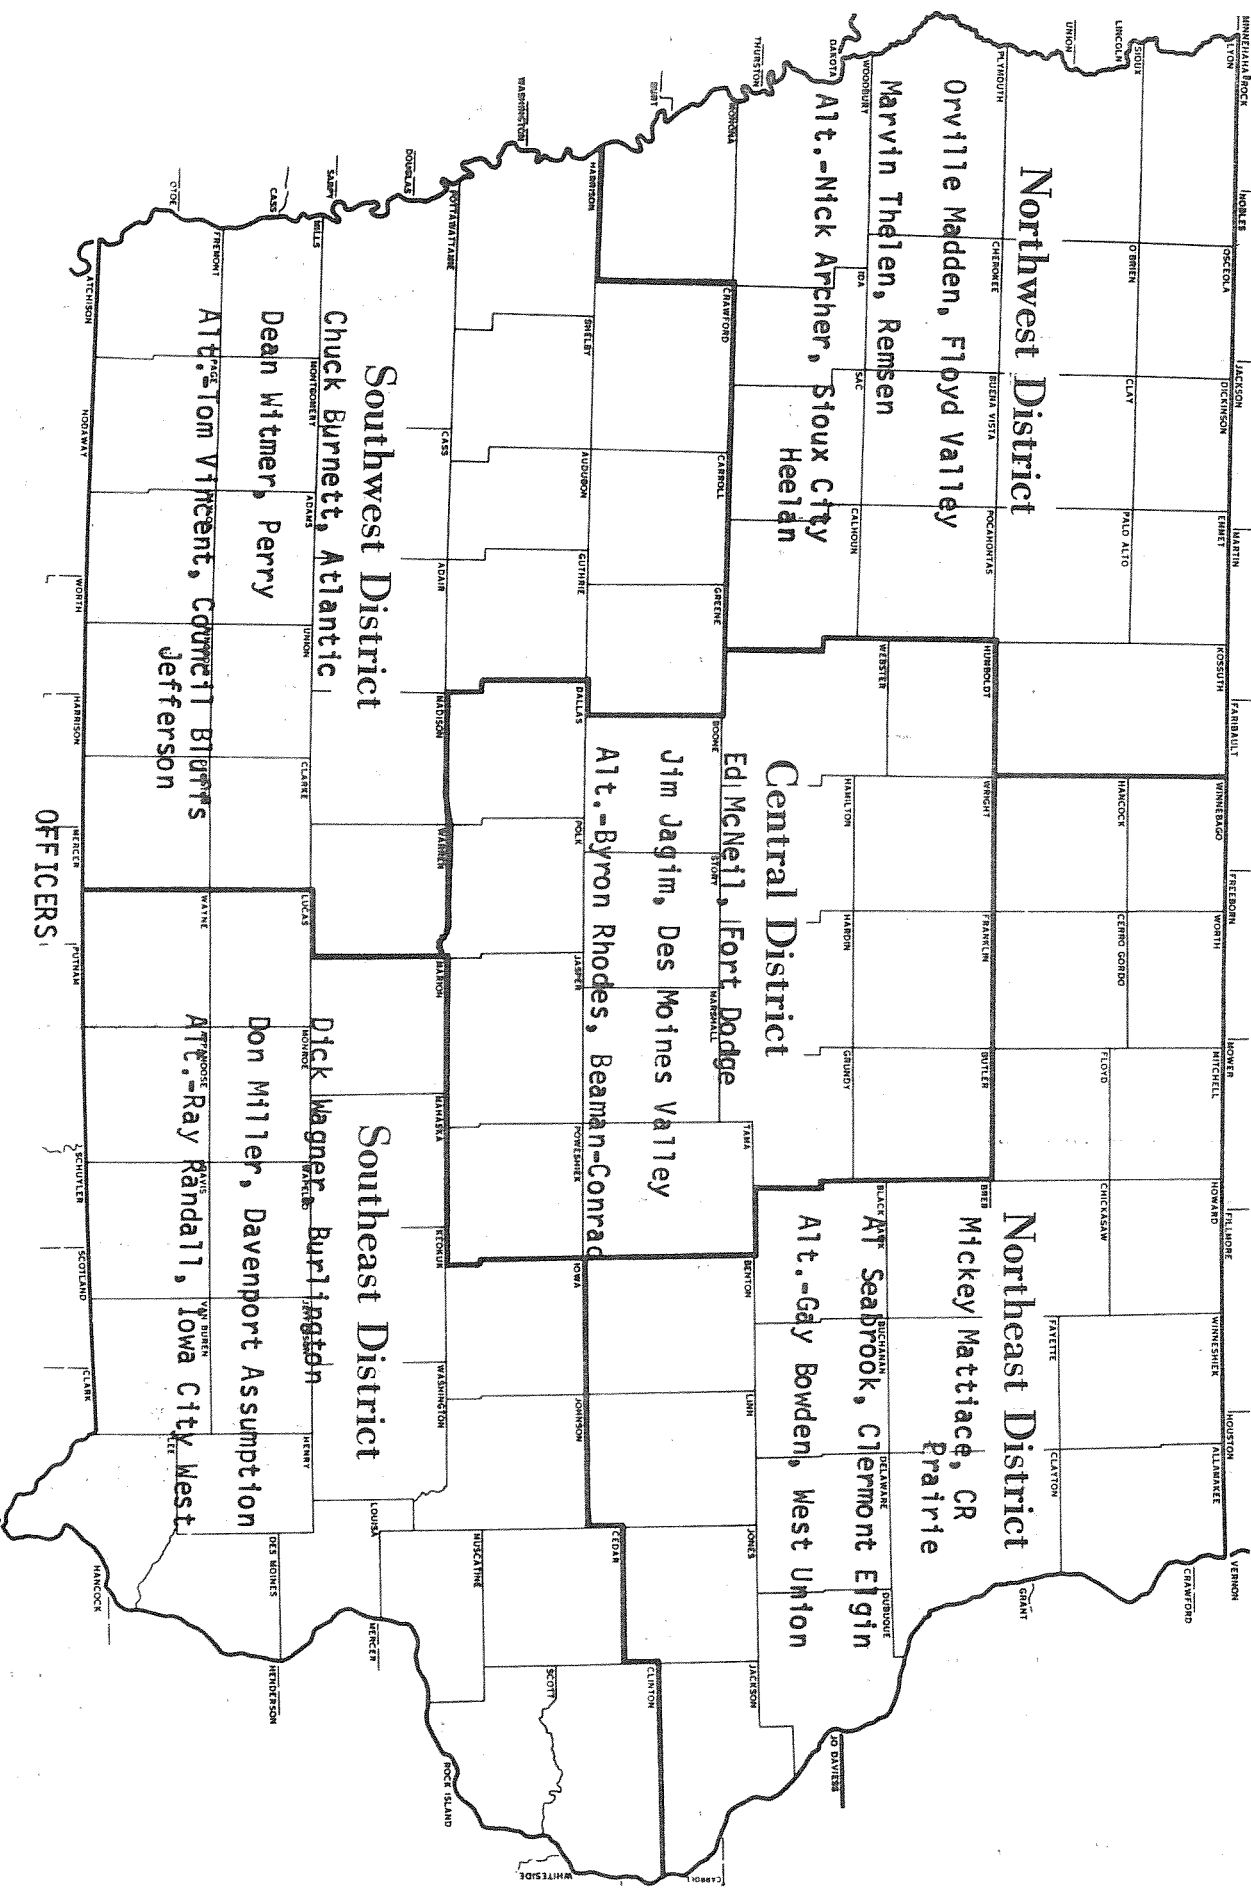 MINNEHAHA ROCK NOBLES JACKSON MARTIN FARIBAULT FREEBORN MOWER FILLMORE HOUSTON VERNON
LYON OSCEOLA DICKINSON EMMET KOSSUTH WINNEBAGO WORTH MITCHELL HOWARD WINNESHIEK ALLAMAKEE
CRAWFORD
LINCOLN SIOUX O'BRIEN CLAY PALO ALTO HANCOCK CERRO GORDO FLOYD CHICKASAW
UNION
FAYETTE CLAYTON
GRANT
Northwest District
Northeast District
PLYMOUTH CHEROKEE BUENA VISTA POCAHONTAS HUMBOLDT WRIGHT FRANKLIN BUTLER
Orville Madden, Floyd Valley
Mickey Mattiace, CR
Prairie
Marvin Thelen, Remsen
WOODBURY IDA SAC CALHOUN WEBSTER HAMILTON HARDIN GRUNDY BLACK HAWK BUCHANAN DELAWARE DUBUQUE
Al Seabrook, Clermont Elgin
DAKOTA
JO DAVIESS
Alt.-Nick Archer, Sioux City
Heelan
Alt.-Gay Bowden, West Union
Central District
THURSTON
MONONA CRAWFORD CARROLL GREENE BOONE STORY MARSHALL TAMA BENTON LINN JONES JACKSON
CARROLL
Ed McNeil, Fort Dodge
BURT
Jim Jagim, Des Moines Valley
CLINTON
HARRISON SHELBY AUDUBON GUTHRIE DALLAS POLK JASPER POWESHIEK IOWA JOHNSON CEDAR
Alt.-Byron Rhodes, Beaman-Conrad
WASHINGTON
SCOTT
WHITESIDE
MUSCATINE
POTTAWATTAMIE CASS ADAIR MADISON WARREN MARION MAHASKA KEOKUK WASHINGTON
ROCK ISLAND
DOUGLAS
Southwest District
Southeast District
LOUISA
MERCER
SARPY
Chuck Burnett, Atlantic
Dick Wagner, Burlington
MILLS MONTGOMERY ADAMS UNION CLARKE LUCAS MONROE WAPELLO JEFFERSON HENRY
DES MOINES
HENDERSON
CASS
Dean Witmer, Perry
Don Miller, Davenport Assumption
FREMONT PAGE WAYNE DAVIS VAN BUREN LEE
Alt.-Tom Vincent, Council Bluffs
Jefferson
Alt.-Ray Randall, Iowa City West
HANCOCK
ATCHISON NODAWAY WORTH HARRISON MERCER PUTNAM SCHUYLER SCOTLAND CLARK
OFFICERS